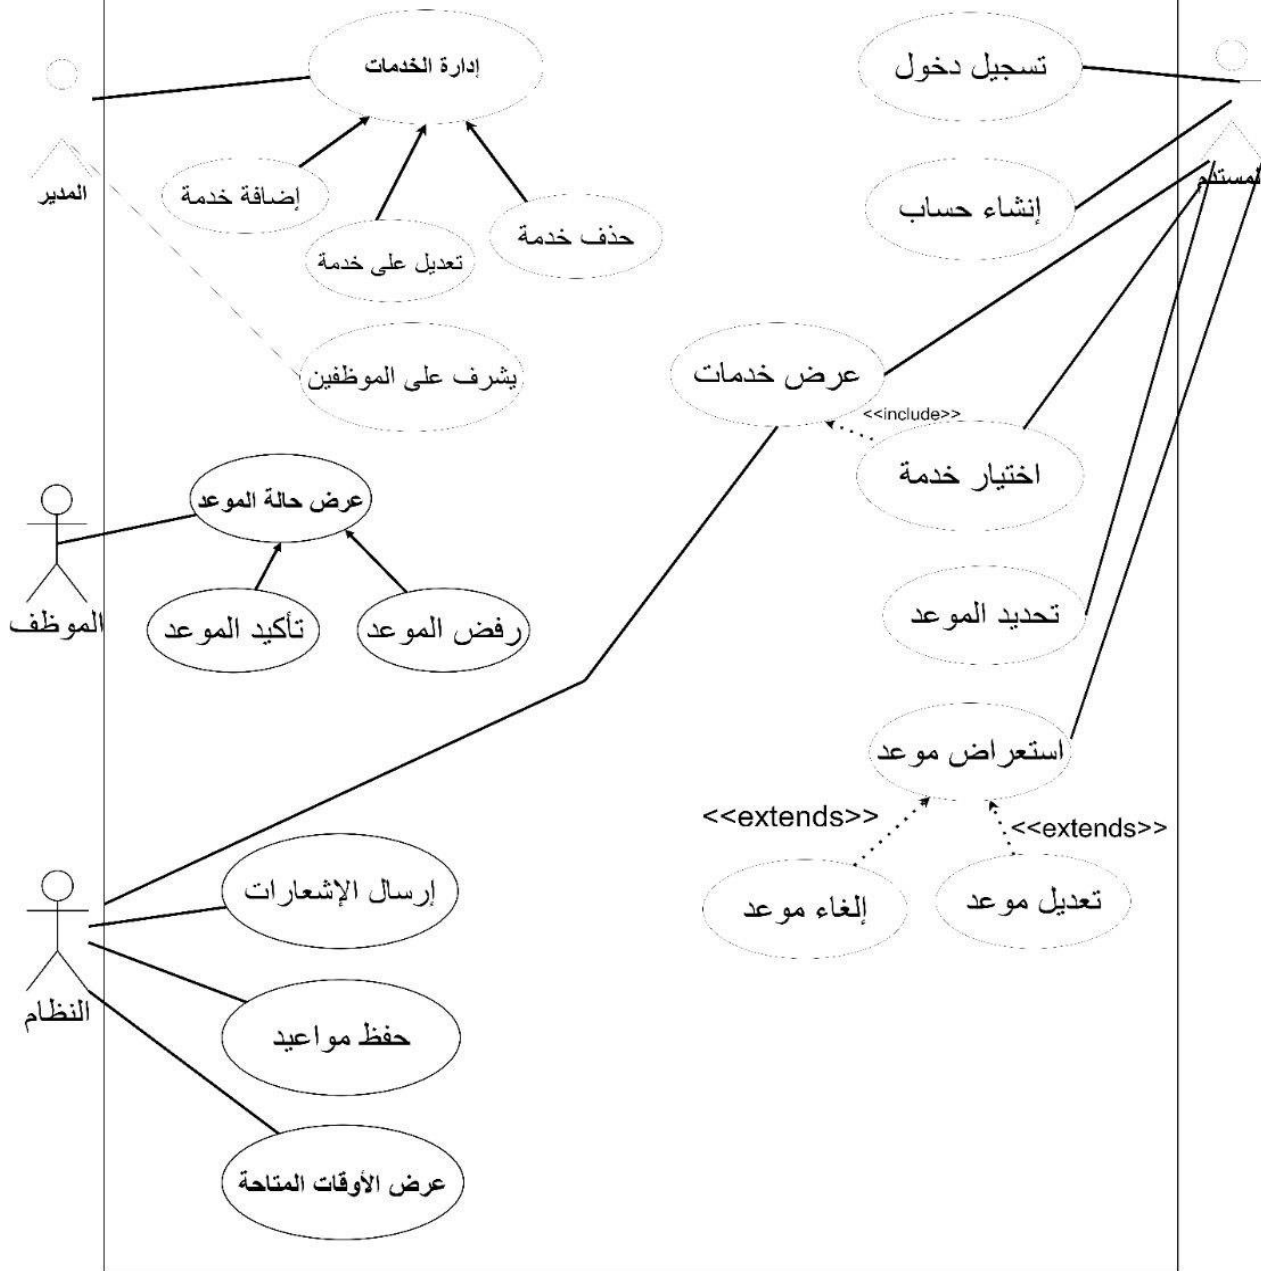 إدارة الخدمات
تسجيل دخول
المدير
إضافة خدمة
إنشاء حساب
حذف خدمة
تعديل على خدمة
يشرف على الموظفين
عرض خدمات
<<include>>
اختيار خدمة
عرض حالة الموعد
الموظف
تأكيد الموعد
رفض الموعد
تحديد الموعد
استعراض موعد
<<extends>>
<<extends>>
إرسال الإشعارات
إلغاء موعد
تعديل موعد
النظام
حفظ مواعيد
عرض الأوقات المتاحة